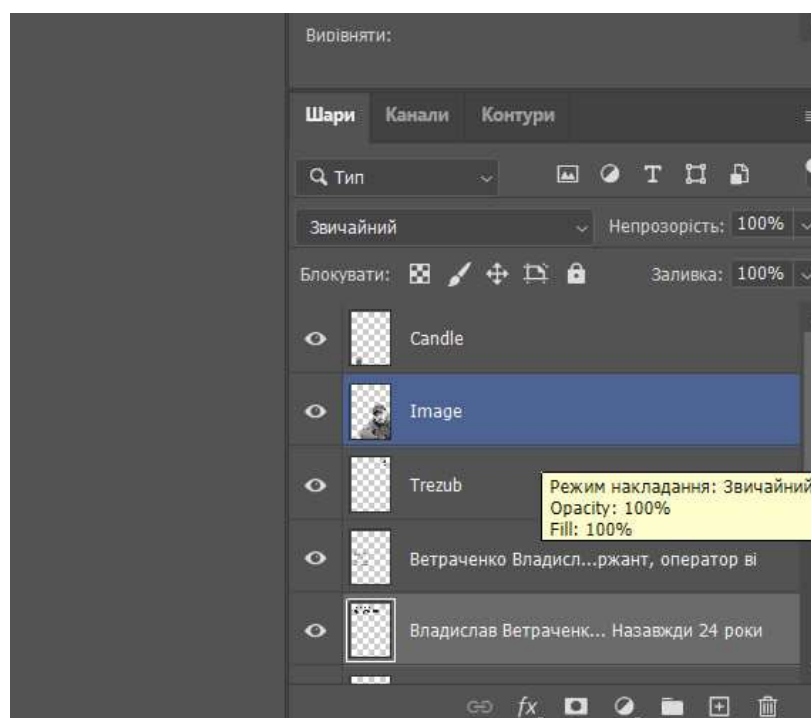 Вирівняти:
Шари Канали Контури
Тип
Звичайний Непрозорість: 100%
Блокувати: Заливка: 100%
Candle
Image
Trezub
Режим накладання: Звичайний
Opacity: 100%
Fill: 100%
Ветраченко Владисл...ржант, оператор ві
Владислав Ветраченк... Назавжди 24 роки
fx